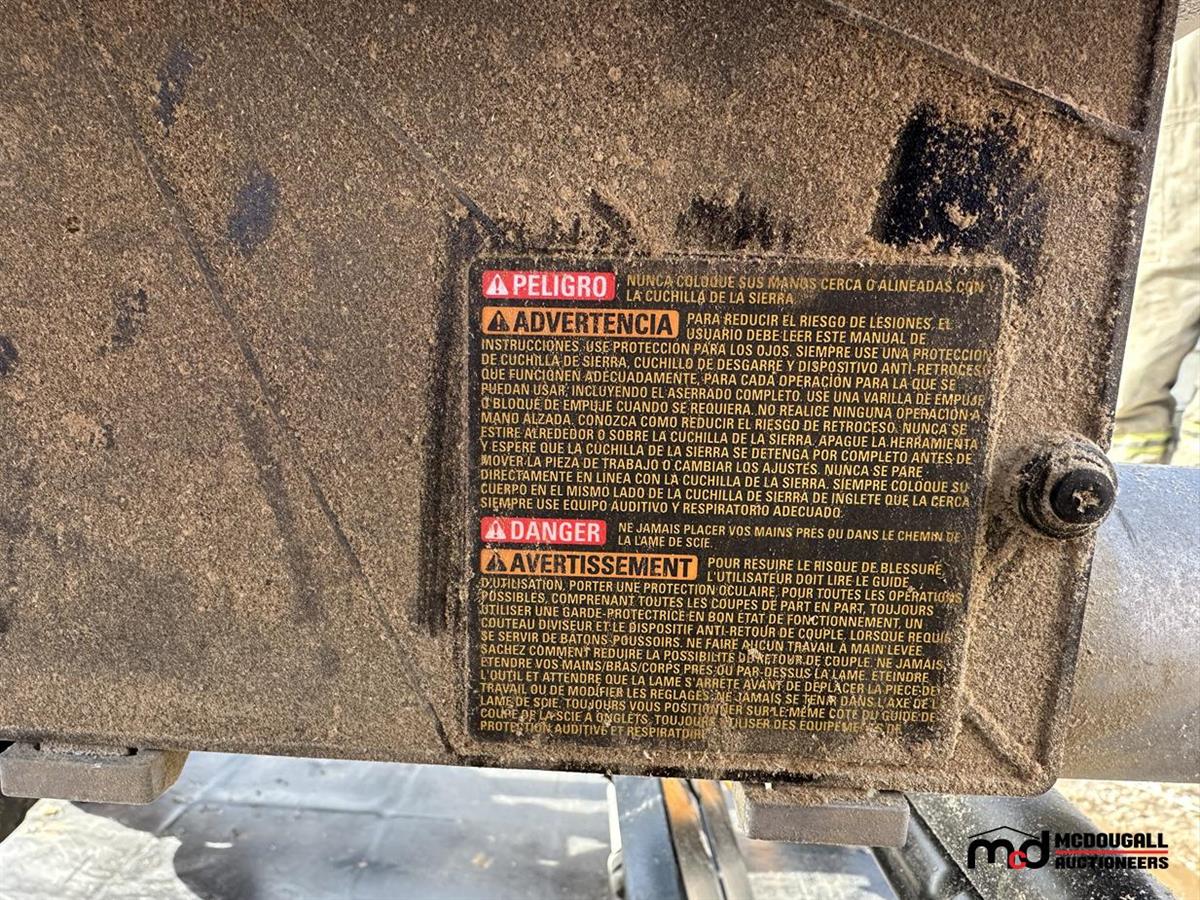 PELIGRO NUNCA COLOQUE SUS MANOS CERCA O ALINEADAS CON
LA CUCHILLA DE LA SIERRA
ADVERTENCIA PARA REDUCIR EL RIESGO DE LESIONES, EL
USUARIO DEBE LEER ESTE MANUAL DE
INSTRUCCIONES. USE PROTECCIÓN PARA LOS OJOS. SIEMPRE USE UNA PROTECCIÓN
DE CUCHILLA DE SIERRA, CUCHILLO DE DESGARRE Y DISPOSITIVO ANTI-RETROCESO
QUE FUNCIONEN ADECUADAMENTE, PARA CADA OPERACIÓN PARA LA QUE SE
PUEDAN USAR, INCLUYENDO EL ASERRADO COMPLETO. USE UNA VARILLA DE EMPUJE
O BLOQUE DE EMPUJE CUANDO SE REQUIERA. NO REALICE NINGUNA OPERACIÓN A
MANO ALZADA. CONOZCA COMO REDUCIR EL RIESGO DE RETROCESO. NUNCA SE
ESTIRE ALREDEDOR O SOBRE LA CUCHILLA DE LA SIERRA. APAGUE LA HERRAMIENTA
Y ESPERE QUE LA CUCHILLA DE LA SIERRA SE DETENGA POR COMPLETO ANTES DE
MOVER LA PIEZA DE TRABAJO O CAMBIAR LOS AJUSTES. NUNCA SE PARE
DIRECTAMENTE EN LINEA CON LA CUCHILLA DE LA SIERRA. SIEMPRE COLOQUE SU
CUERPO EN EL MISMO LADO DE LA CUCHILLA DE SIERRA DE INGLETE QUE LA CERCA
SIEMPRE USE EQUIPO AUDITIVO Y RESPIRATORIO ADECUADO.
DANGER NE JAMAIS PLACER VOS MAINS PRÈS OU DANS LE CHEMIN DE
LA LAME DE SCIE.
AVERTISSEMENT POUR RESUIRE LE RISQUE DE BLESSURE,
L'UTILISATEUR DOIT LIRE LE GUIDE
D'UTILISATION, PORTER UNE PROTECTION OCULAIRE, POUR TOUTES LES OPÉRATIONS
POSSIBLES, COMPRENANT TOUTES LES COUPES DE PART EN PART, TOUJOURS
UTILISER UNE GARDE-PROTECTRICE EN BON ETAT DE FONCTIONNEMENT, UN
COUTEAU DIVISEUR ET LE DISPOSITIF ANTI-RETOUR DE COUPLE, LORSQUE REQUIS
SE SERVIR DE BATONS-POUSSOIRS. NE FAIRE AUCUN TRAVAIL A MAIN LEVEE.
SACHEZ COMMENT REDUIRE LA POSSIBILITE DE RETOUR DE COUPLE. NE JAMAIS
ETENDRE VOS MAINS/BRAS/CORPS PRES OU PAR-DESSUS LA LAME. ETEINDRE
L'OUTIL ET ATTENDRE QUE LA LAME S'ARRETE AVANT DE DEPLACER LA PIECE DE
TRAVAIL OU DE MODIFIER LES REGLAGES. NE JAMAIS SE TENIR DANS L'AXE DE L
LAME DE SCIE. TOUJOURS VOUS POSITIONNER SUR LE MEME COTE DU GUIDE DE
COUPE DE LA SCIE A ONGLETS, TOUJOURS UTILISER DES EQUIPEMENTS DE
PROTECTION AUDITIVE ET RESPIRATOIRE
mcd MCDOUGALL
AUCTIONEERS